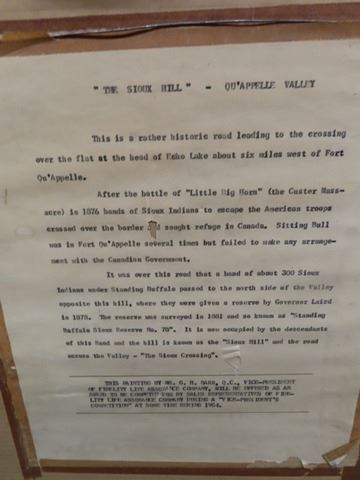 " THE SIOUX HILL " - QU'APPELLE VALLEY
This is a rather historic road leading to the crossing
over the flat at the head of Echo Lake about six miles west of Fort
Qu'Appelle.
After the battle of "Little Big Horn" (the Custer Mass-
acre) in 1876 bands of Sioux Indians to escape the American troops
crossed over the border and sought refuge in Canada. Sitting Bull
was in Fort Qu'Appelle several times but failed to make any arrange-
ment with the Canadian Government.
It was over this road that a band of about 300 Sioux
Indians under Standing Buffalo passed to the north side of the Valley
opposite this hill, where they were given a reserve by Governor Laird
in 1878. The reserve was surveyed in 1881 and so known as "Standing
Buffalo Sioux Reserve No. 78". It is now occupied by the descendants
of this Band and the hill is known as the "Sioux Hill" and the road
across the Valley - "The Sioux Crossing".
THIS PAINTING BY MR. G. H. BARR, Q.C., VICE-PRESIDENT
OF FIDELITY LIFE ASSURANCE COMPANY, WILL BE OFFERED AS AN
AWARD TO BE COMPETED FOR BY SALES REPRESENTATIVES OF FIDE-
LITY LIFE ASSURANCE COMPANY DURING A "VICE-PRESIDENT'S
COMPETITION" AT SOME TIME DURING 1964.